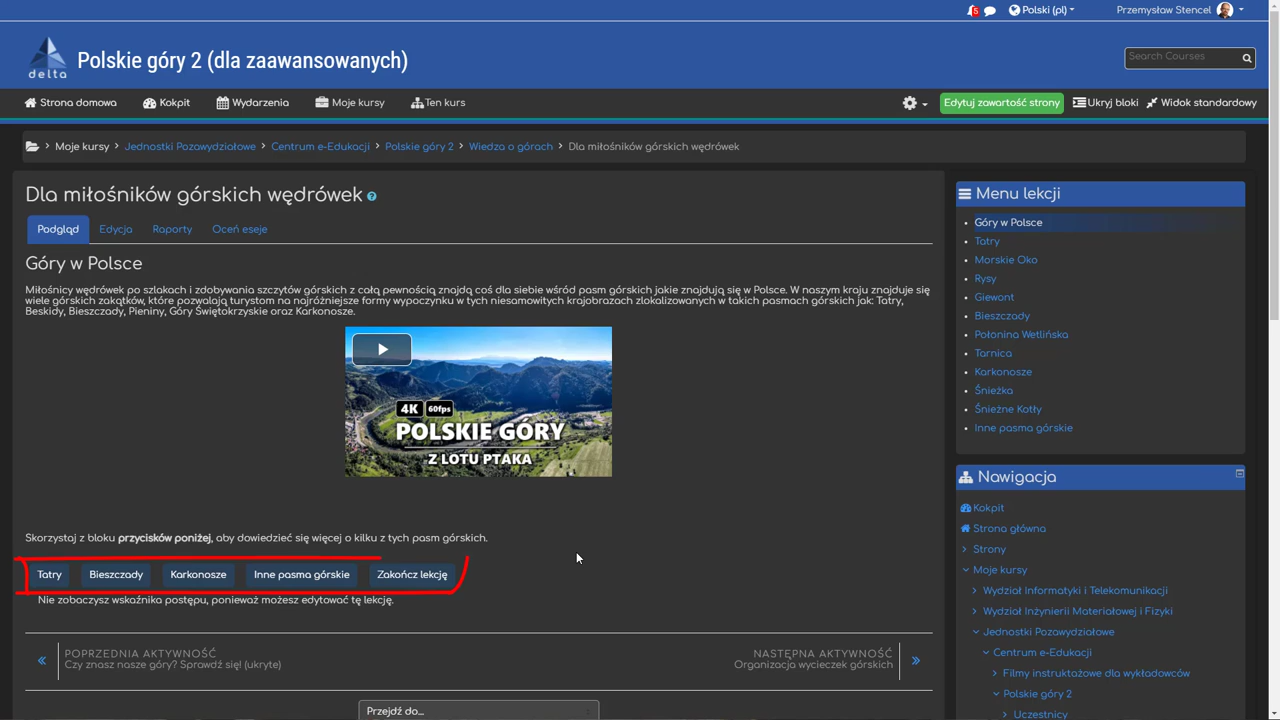 5
Polski (pl)
Przemysław Stencel
delta
Polskie góry 2 (dla zaawansowanych)
Search Courses
Strona domowa
Kokpit
Wydarzenia
Moje kursy
Ten kurs
Edytuj zawartość strony
Ukryj bloki
Widok standardowy
Moje kursy
Jednostki Pozawydziałowe
Centrum e-Edukacji
Polskie góry 2
Wiedza o górach
Dla miłośników górskich wędrówek
Dla miłośników górskich wędrówek
Podgląd
Edycja
Raporty
Oceń eseje
Góry w Polsce
Miłośnicy wędrówek po szlakach i zdobywania szczytów górskich z całą pewnością znajdą coś dla siebie wśród pasm górskich jakie znajdują się w Polsce. W naszym kraju znajduje się
wiele górskich zakątków, które pozwalają turystom na najróżniejsze formy wypoczynku w tych niesamowitych krajobrazach zlokalizowanych w takich pasmach górskich jak: Tatry,
Beskidy, Bieszczady, Pieniny, Góry Świętokrzyskie oraz Karkonosze.
4K 60fps
POLSKIE GÓRY
Z LOTU PTAKA
Skorzystaj z bloku przycisków poniżej, aby dowiedzieć się więcej o kilku z tych pasm górskich.
Tatry
Bieszczady
Karkonosze
Inne pasma górskie
Zakończ lekcję
Nie zobaczysz wskaźnika postępu, ponieważ możesz edytować tę lekcję.
POPRZEDNIA AKTYWNOŚĆ
Czy znasz nasze góry? Sprawdź się! (ukryte)
NASTĘPNA AKTYWNOŚĆ
Organizacja wycieczek górskich
Przejdź do...
Menu lekcji
Góry w Polsce
Tatry
Morskie Oko
Rysy
Giewont
Bieszczady
Połonina Wetlińska
Tarnica
Karkonosze
Śnieżka
Śnieżne Kotły
Inne pasma górskie
Nawigacja
Kokpit
Strona główna
Strony
Moje kursy
Wydział Informatyki i Telekomunikacji
Wydział Inżynierii Materiałowej i Fizyki
Jednostki Pozawydziałowe
Centrum e-Edukacji
Filmy instruktażowe dla wykładowców
Polskie góry 2
Uczestnicy